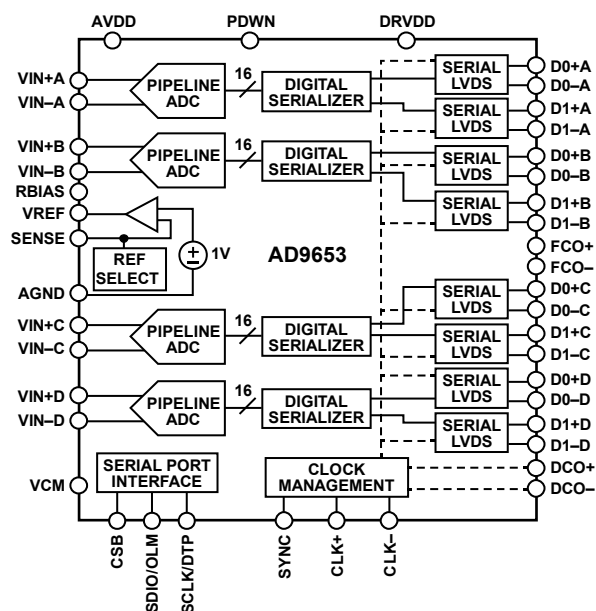 AVDD
PDWN
DRVDD
VIN+A
VIN–A
PIPELINE
ADC
16
DIGITAL
SERIALIZER
SERIAL
LVDS
D0+A
D0–A
SERIAL
LVDS
D1+A
D1–A
VIN+B
VIN–B
PIPELINE
ADC
16
DIGITAL
SERIALIZER
SERIAL
LVDS
D0+B
D0–B
SERIAL
LVDS
D1+B
D1–B
RBIAS
VREF
SENSE
REF
SELECT
1V
AD9653
FCO+
FCO–
AGND
VIN+C
VIN–C
PIPELINE
ADC
16
DIGITAL
SERIALIZER
SERIAL
LVDS
D0+C
D0–C
SERIAL
LVDS
D1+C
D1–C
VIN+D
VIN–D
PIPELINE
ADC
16
DIGITAL
SERIALIZER
SERIAL
LVDS
D0+D
D0–D
SERIAL
LVDS
D1+D
D1–D
VCM
SERIAL PORT
INTERFACE
CLOCK
MANAGEMENT
DCO+
DCO–
CSB
SDIO/OLM
SCLK/DTP
SYNC
CLK+
CLK–